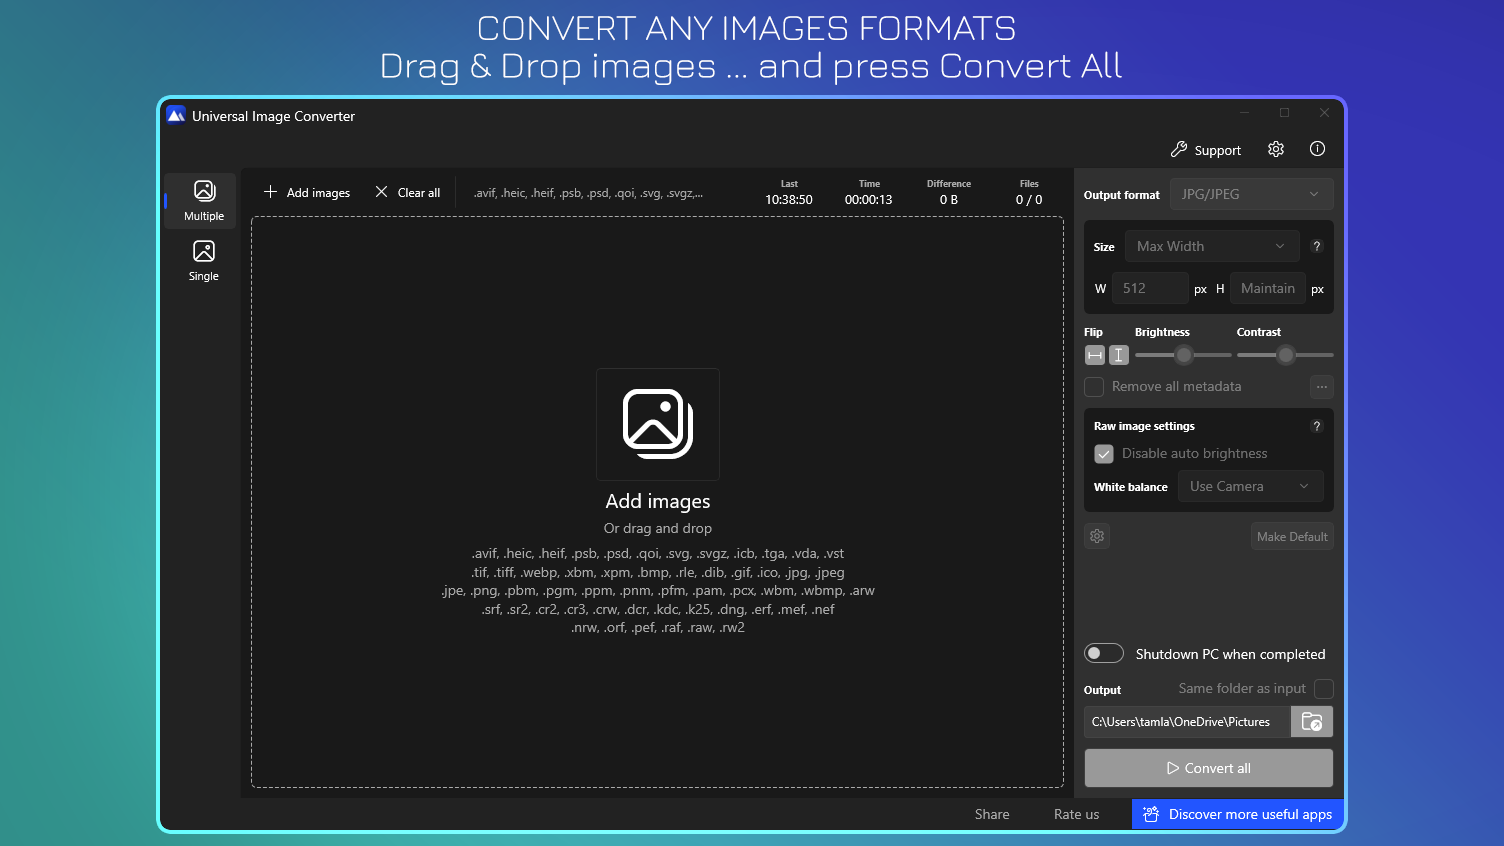 CONVERT ANY IMAGES FORMATS
Drag & Drop images ... and press Convert All
Universal Image Converter
Support
Multiple
Single
Add images
Clear all
.avif, .heic, .heif, .psb, .psd, .qoi, .svg, .svgz,...
Last
10:38:50
Time
00:00:13
Difference
0 B
Files
0 / 0
Add images
Or drag and drop
.avif, .heic, .heif, .psb, .psd, .qoi, .svg, .svgz, .icb, .tga, .vda, .vst
.tif, .tiff, .webp, .xbm, .xpm, .bmp, .rle, .dib, .gif, .ico, .jpg, .jpeg
.jpe, .png, .pbm, .pgm, .ppm, .pnm, .pfm, .pam, .pcx, .wbm, .wbmp, .arw
.srf, .sr2, .cr2, .cr3, .crw, .dcr, .kdc, .k25, .dng, .erf, .mef, .nef
.nrw, .orf, .pef, .raf, .raw, .rw2
Output format JPG/JPEG
Size Max Width ?
W 512 px H Maintain px
Flip Brightness Contrast
Remove all metadata ...
Raw image settings ?
Disable auto brightness
White balance Use Camera
Make Default
Shutdown PC when completed
Output Same folder as input
C:\Users\tamla\OneDrive\Pictures
Convert all
Share
Rate us
Discover more useful apps